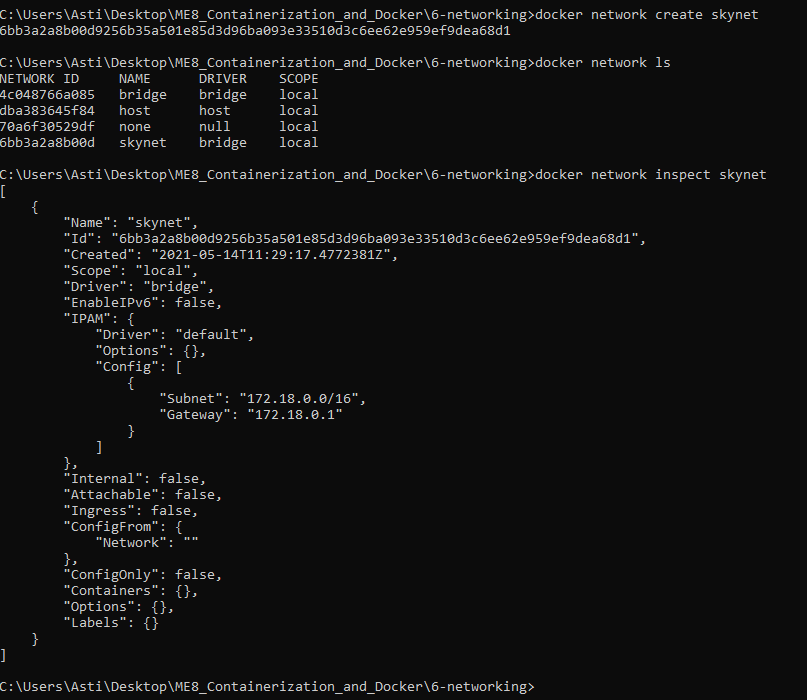 C:\Users\Asti\Desktop\ME8_Containerization_and_Docker\6-networking>docker network create skynet
6bb3a2a8b00d9256b35a501e85d3d96ba093e33510d3c6ee62e959ef9dea68d1

C:\Users\Asti\Desktop\ME8_Containerization_and_Docker\6-networking>docker network ls
NETWORK ID     NAME      DRIVER    SCOPE
4c048766a085   bridge    bridge    local
dba383645f84   host      host      local
70a6f30529df   none      null      local
6bb3a2a8b00d   skynet    bridge    local

C:\Users\Asti\Desktop\ME8_Containerization_and_Docker\6-networking>docker network inspect skynet
[
    {
        "Name": "skynet",
        "Id": "6bb3a2a8b00d9256b35a501e85d3d96ba093e33510d3c6ee62e959ef9dea68d1",
        "Created": "2021-05-14T11:29:17.4772381Z",
        "Scope": "local",
        "Driver": "bridge",
        "EnableIPv6": false,
        "IPAM": {
            "Driver": "default",
            "Options": {},
            "Config": [
                {
                    "Subnet": "172.18.0.0/16",
                    "Gateway": "172.18.0.1"
                }
            ]
        },
        "Internal": false,
        "Attachable": false,
        "Ingress": false,
        "ConfigFrom": {
            "Network": ""
        },
        "ConfigOnly": false,
        "Containers": {},
        "Options": {},
        "Labels": {}
    }
]

C:\Users\Asti\Desktop\ME8_Containerization_and_Docker\6-networking>